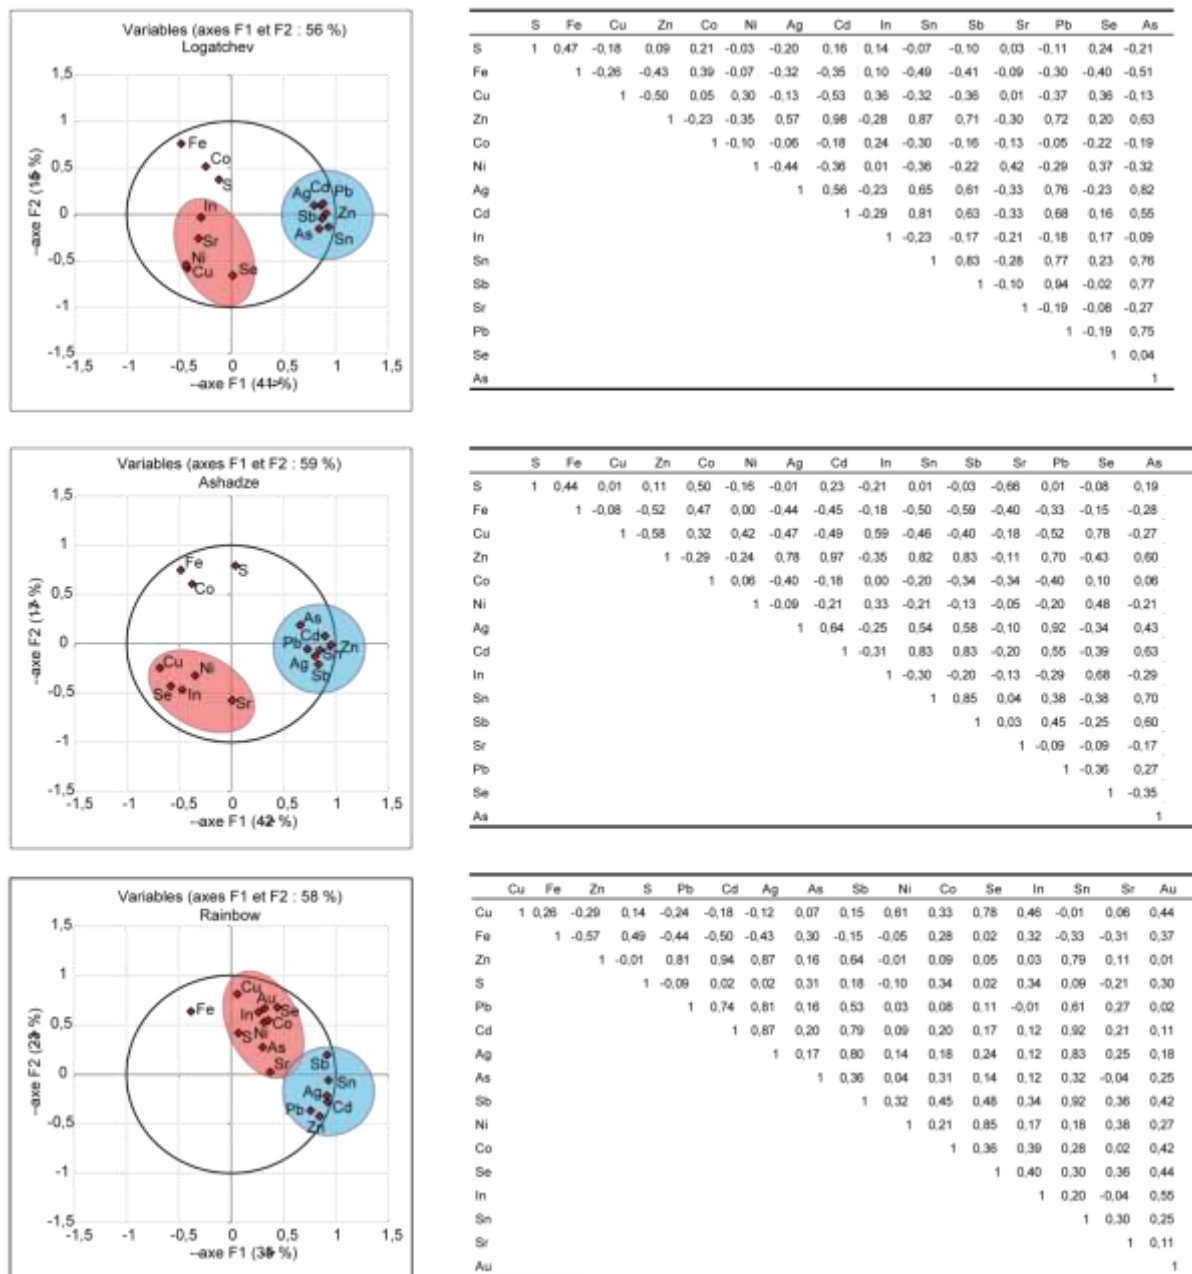 Variables (axes F1 et F2 : 56 %)
Logatchev
1,5
1
0,5
0
-0,5
-1
-1,5
Fe
Co
S
In
Sr
Ni
Cu
Se
Ag Cd Pb
Sb Zn
As Sn
-1,5 -1 -0,5 0 0,5 1 1,5
S Fe Cu Zn Co Ni Ag Cd In Sn Sb Sr Pb Se As
S 1 0,47 -0,18 0,09 0,21 -0,03 -0,20 0,16 0,14 -0,07 -0,10 0,03 -0,11 0,24 -0,21
Fe 1 -0,26 -0,43 0,39 -0,07 -0,32 -0,35 0,10 -0,49 -0,41 -0,09 -0,30 -0,40 -0,51
Cu 1 -0,50 0,05 0,30 -0,13 -0,53 0,36 -0,32 -0,36 0,01 -0,37 0,36 -0,13
Zn 1 -0,23 -0,35 0,57 0,98 -0,28 0,87 0,71 -0,30 0,72 0,20 0,63
Co 1 -0,10 -0,06 -0,18 0,24 -0,30 -0,16 -0,13 -0,05 -0,22 -0,19
Ni 1 -0,44 -0,36 0,01 -0,36 -0,22 0,42 -0,29 0,37 -0,32
Ag 1 0,56 -0,23 0,65 0,61 -0,33 0,76 -0,23 0,82
Cd 1 -0,29 0,81 0,63 -0,33 0,68 0,16 0,55
In 1 -0,23 -0,17 -0,21 -0,18 0,17 -0,09
Sn 1 0,83 -0,28 0,77 0,23 0,76
Sb 1 -0,10 0,94 -0,02 0,77
Sr 1 -0,19 -0,08 -0,27
Pb 1 -0,19 0,75
Se 1 0,04
As 1
Variables (axes F1 et F2 : 59 %)
Ashadze
1,5
1
0,5
0
-0,5
-1
-1,5
Fe
Co
S
Cu
Ni
Se In
Sr
As
Cd
Pb Zn
Sn
Ag
Sb
-1,5 -1 -0,5 0 0,5 1 1,5
S Fe Cu Zn Co Ni Ag Cd In Sn Sb Sr Pb Se As
S 1 0,44 0,01 0,11 0,50 -0,16 -0,01 0,23 -0,21 0,01 -0,03 -0,66 0,01 -0,08 0,19
Fe 1 -0,08 -0,52 0,47 0,00 -0,44 -0,45 -0,18 -0,50 -0,59 -0,40 -0,33 -0,15 -0,28
Cu 1 -0,58 0,32 0,42 -0,47 -0,49 0,59 -0,46 -0,40 -0,18 -0,52 0,78 -0,27
Zn 1 -0,29 -0,24 0,78 0,97 -0,35 0,82 0,83 -0,11 0,70 -0,43 0,60
Co 1 0,06 -0,40 -0,18 0,00 -0,20 -0,34 -0,34 -0,40 0,10 0,06
Ni 1 -0,09 -0,21 0,33 -0,21 -0,13 -0,05 -0,20 0,48 -0,21
Ag 1 0,64 -0,25 0,54 0,58 -0,10 0,92 -0,34 0,43
Cd 1 -0,31 0,83 0,83 -0,20 0,55 -0,39 0,63
In 1 -0,30 -0,20 -0,13 -0,29 0,68 -0,29
Sn 1 0,85 0,04 0,38 -0,38 0,70
Sb 1 0,03 0,45 -0,25 0,60
Sr 1 -0,09 -0,09 -0,17
Pb 1 -0,36 0,27
Se 1 -0,35
As 1
Variables (axes F1 et F2 : 58 %)
Rainbow
1,5
1
0,5
0
-0,5
-1
-1,5
Fe
Cu
Au
In Se
Co
S Ni
As
Sr
Sb
Sn
Ag
Cd
Pb
Zn
-1,5 -1 -0,5 0 0,5 1 1,5
Cu Fe Zn S Pb Cd Ag As Sb Ni Co Se In Sn Sr Au
Cu 1 0,26 -0,29 0,14 -0,24 -0,18 -0,12 0,07 0,15 0,61 0,33 0,78 0,46 -0,01 0,06 0,44
Fe 1 -0,57 0,49 -0,44 -0,50 -0,43 0,30 -0,15 -0,05 0,28 0,02 0,32 -0,33 -0,31 0,37
Zn 1 -0,01 0,81 0,94 0,87 0,16 0,64 -0,01 0,09 0,05 0,03 0,79 0,11 0,01
S 1 -0,09 0,02 0,02 0,31 0,18 -0,10 0,34 0,02 0,34 0,09 -0,21 0,30
Pb 1 0,74 0,81 0,16 0,53 0,03 0,08 0,11 -0,01 0,61 0,27 0,02
Cd 1 0,87 0,20 0,79 0,09 0,20 0,17 0,12 0,92 0,21 0,11
Ag 1 0,17 0,80 0,14 0,18 0,24 0,12 0,83 0,25 0,18
As 1 0,36 0,04 0,31 0,14 0,12 0,32 -0,04 0,25
Sb 1 0,32 0,45 0,48 0,34 0,92 0,36 0,42
Ni 1 0,21 0,85 0,17 0,18 0,38 0,27
Co 1 0,36 0,39 0,28 0,02 0,42
Se 1 0,40 0,30 0,36 0,44
In 1 0,20 -0,04 0,55
Sn 1 0,30 0,25
Sr 1 0,11
Au 1